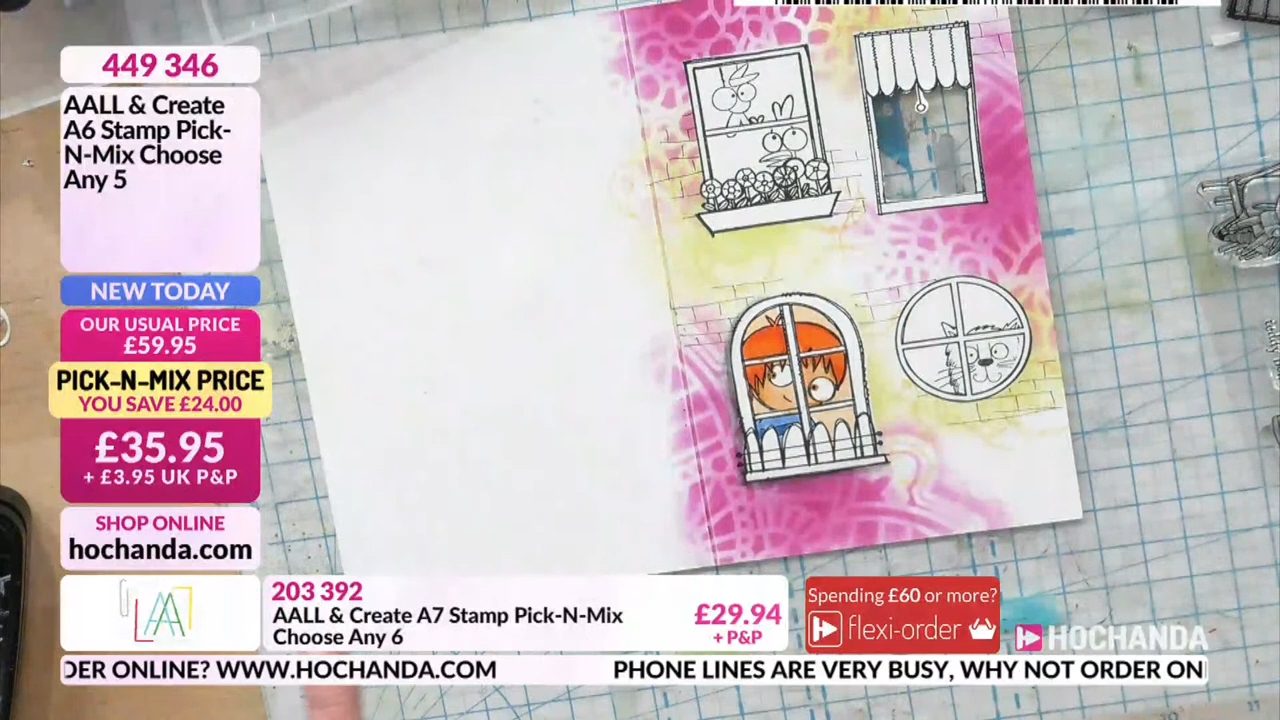 449 346
AALL & Create
A6 Stamp Pick-
N-Mix Choose
Any 5
NEW TODAY
OUR USUAL PRICE
£59.95
PICK-N-MIX PRICE
YOU SAVE £24.00
£35.95
+ £3.95 UK P&P
SHOP ONLINE
hochanda.com
LAA
203 392
AALL & Create A7 Stamp Pick-N-Mix
Choose Any 6
£29.94
+ P&P
Spending £60 or more?
flexi-order
HOCHANDA
DER ONLINE? WWW.HOCHANDA.COM PHONE LINES ARE VERY BUSY, WHY NOT ORDER ON